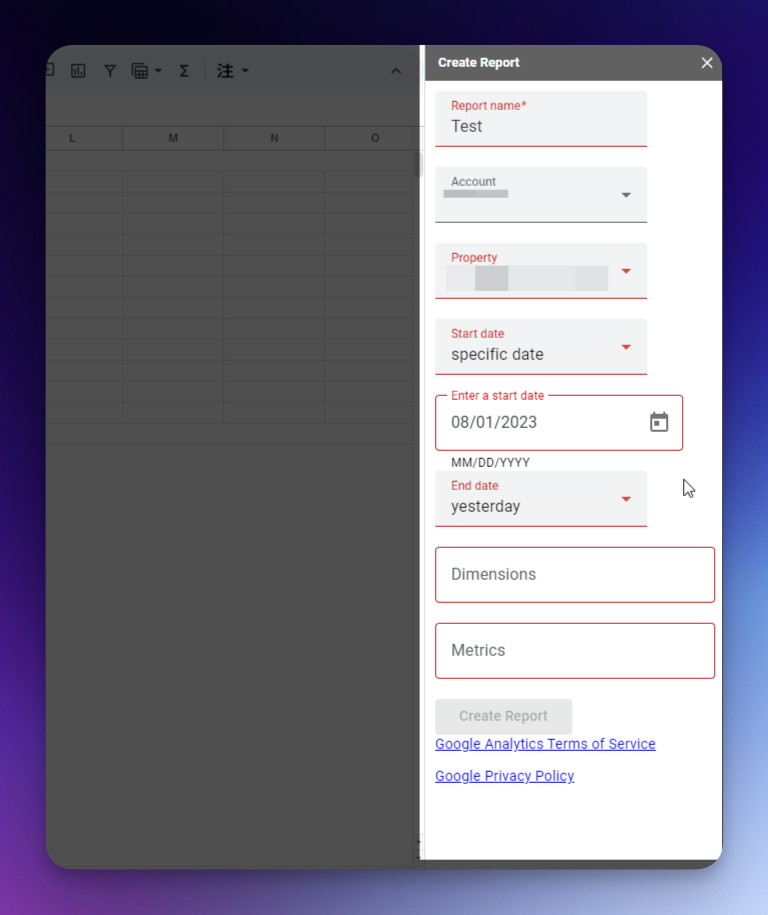 Create Report
注
L M N O
Report name*
Test
Account
Property
Start date
specific date
Enter a start date
08/01/2023
MM/DD/YYYY
End date
yesterday
Dimensions
Metrics
Create Report
Google Analytics Terms of Service
Google Privacy Policy